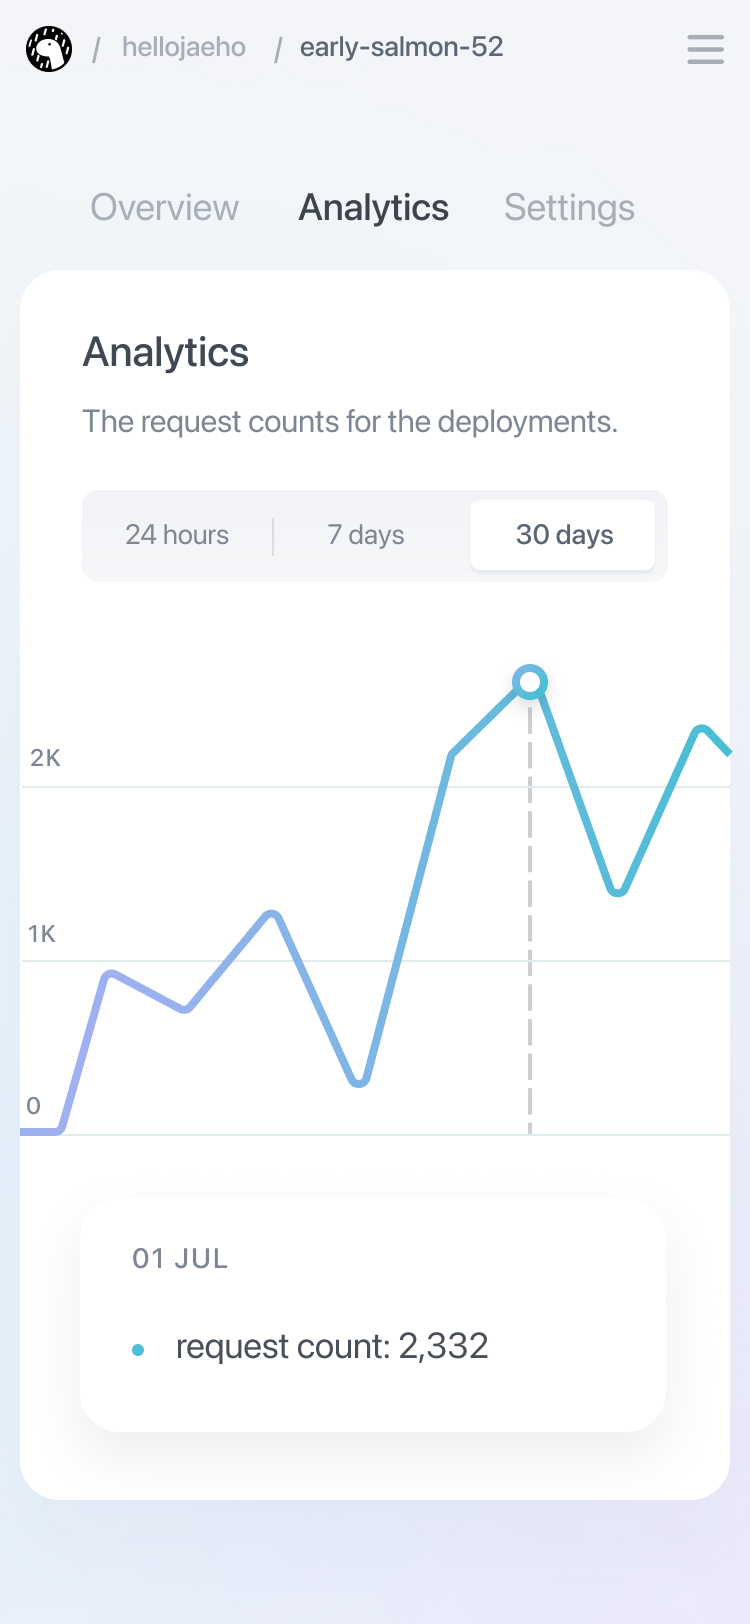 / hellojaeho / early-salmon-52
Overview Analytics Settings
Analytics
The request counts for the deployments.
24 hours 7 days 30 days
2K
1K
0
01 JUL
request count: 2,332